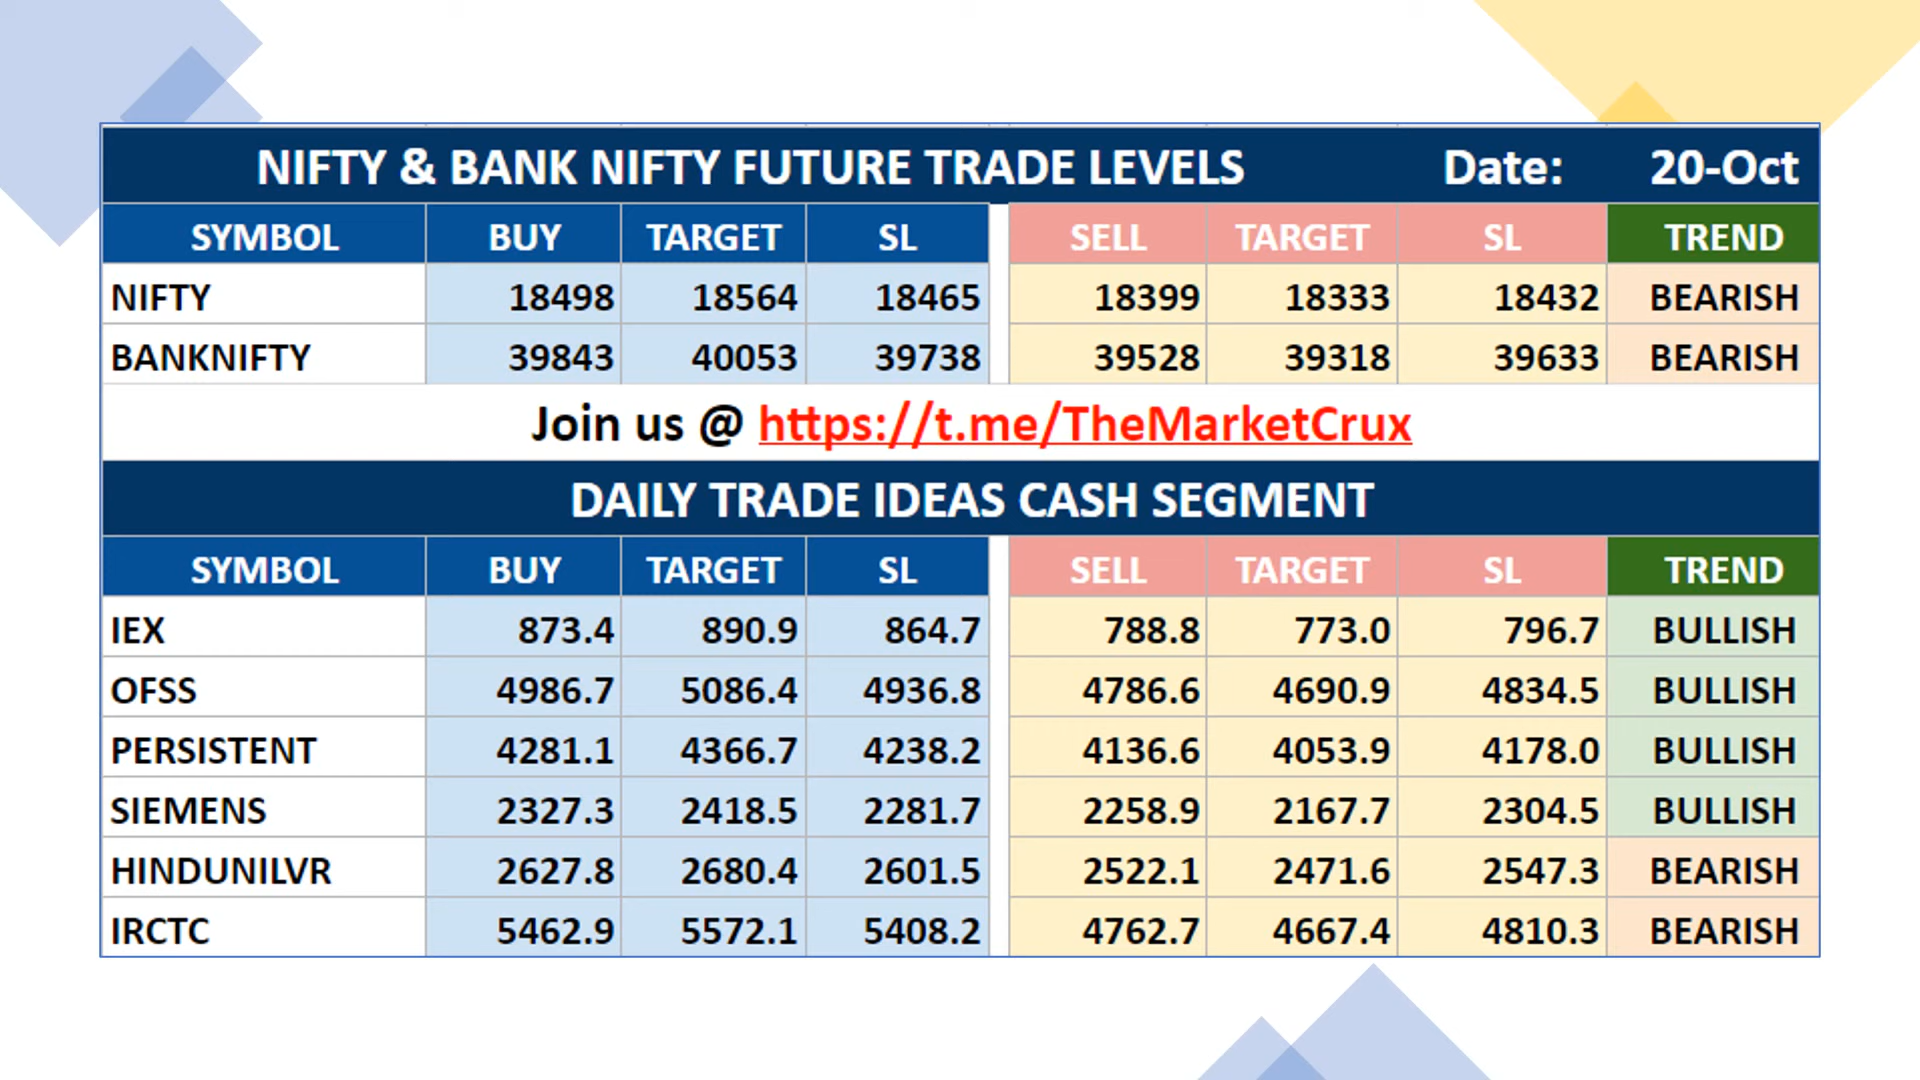 NIFTY & BANK NIFTY FUTURE TRADE LEVELS Date: 20-Oct
SYMBOL BUY TARGET SL SELL TARGET SL TREND
NIFTY 18498 18564 18465 18399 18333 18432 BEARISH
BANKNIFTY 39843 40053 39738 39528 39318 39633 BEARISH
Join us @ https://t.me/TheMarketCrux
DAILY TRADE IDEAS CASH SEGMENT
SYMBOL BUY TARGET SL SELL TARGET SL TREND
IEX 873.4 890.9 864.7 788.8 773.0 796.7 BULLISH
OFSS 4986.7 5086.4 4936.8 4786.6 4690.9 4834.5 BULLISH
PERSISTENT 4281.1 4366.7 4238.2 4136.6 4053.9 4178.0 BULLISH
SIEMENS 2327.3 2418.5 2281.7 2258.9 2167.7 2304.5 BULLISH
HINDUNILVR 2627.8 2680.4 2601.5 2522.1 2471.6 2547.3 BEARISH
IRCTC 5462.9 5572.1 5408.2 4762.7 4667.4 4810.3 BEARISH